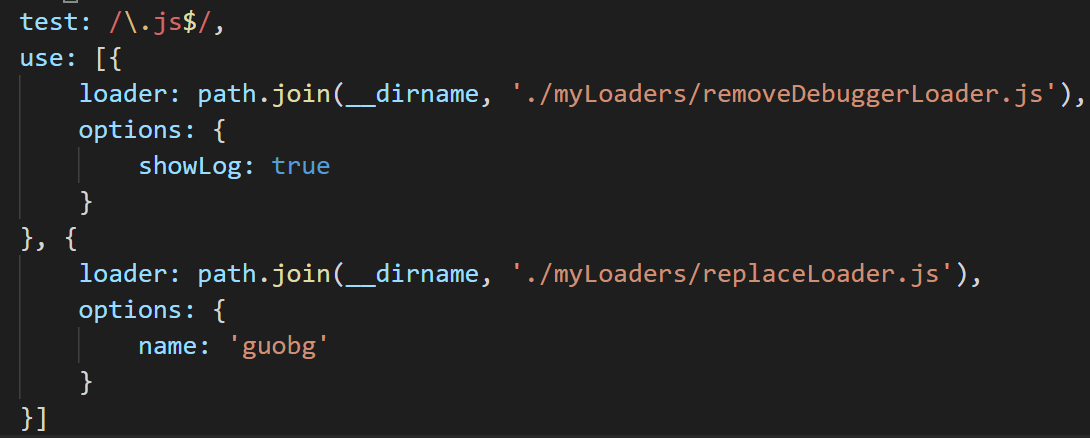 test: /\.js$/,
use: [{
    loader: path.join(__dirname, './myLoaders/removeDebuggerLoader.js'),
    options: {
        showLog: true
    }
}, {
    loader: path.join(__dirname, './myLoaders/replaceLoader.js'),
    options: {
        name: 'guobg'
    }
}]